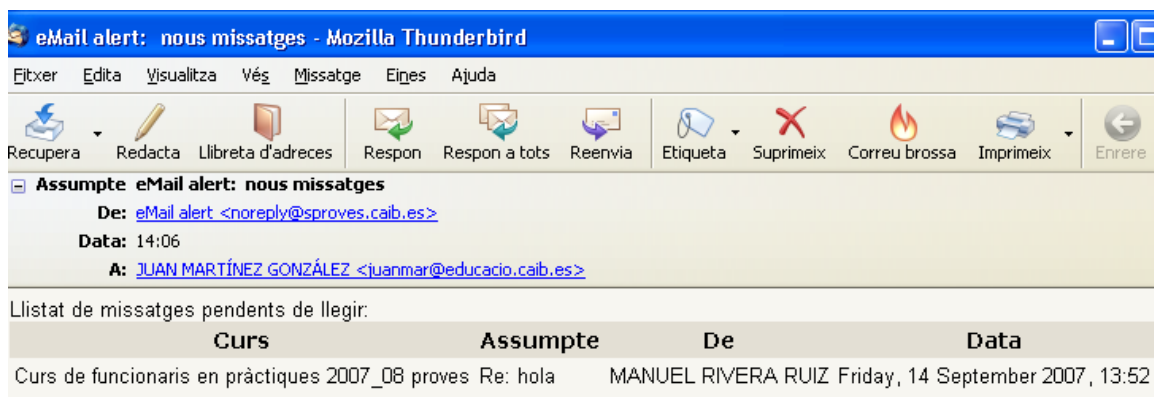 eMail alert:  nous missatges - Mozilla Thunderbird
Fitxer Edita Visualitza Vés Missatge Eines Ajuda
Recupera Redacta Llibreta d'adreces Respon Respon a tots Reenvia Etiqueta Suprimeix Correu brossa Imprimeix Enrere
Assumpte eMail alert:  nous missatges
De: eMail alert <noreply@sproves.caib.es>
Data: 14:06
A: JUAN MARTÍNEZ GONZÁLEZ <juanmar@educacio.caib.es>
Llistat de missatges pendents de llegir:
Curs Assumpte De Data
Curs de funcionaris en pràctiques 2007_08 proves Re: hola MANUEL RIVERA RUIZ Friday, 14 September 2007, 13:52